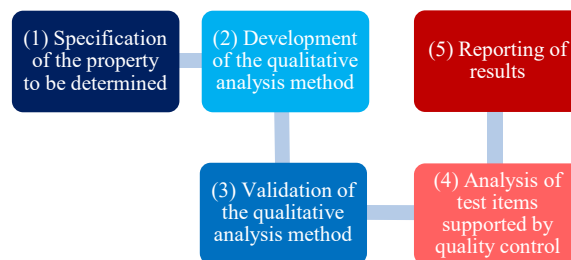 (1) Specification
of the property
to be determined
(2) Development
of the qualitative
analysis method
(3) Validation of
the qualitative
analysis method
(4) Analysis of
test items
supported by
quality control
(5) Reporting of
results